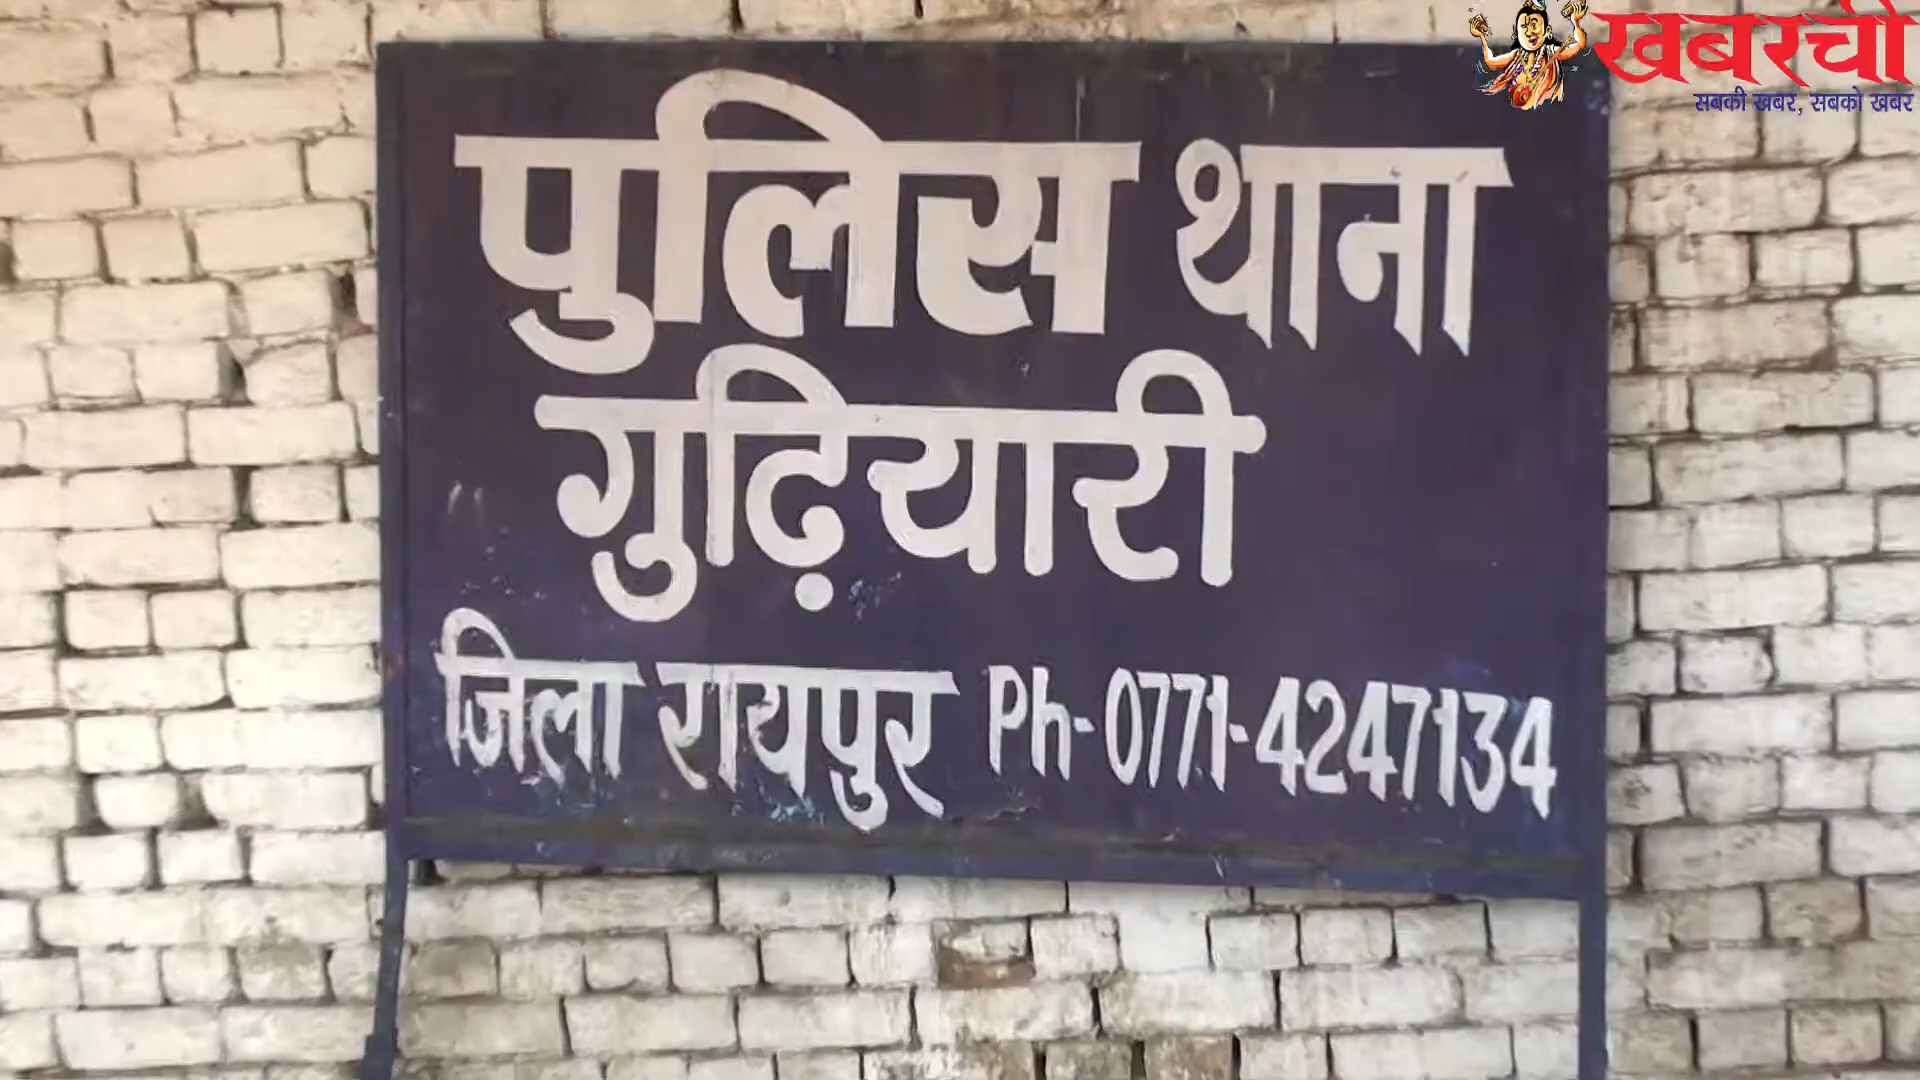 खबरची
सबकी खबर, सबको खबर
पुलिस थाना
गुढ़ियारी
जिला रायपुर Ph-0771-4247134